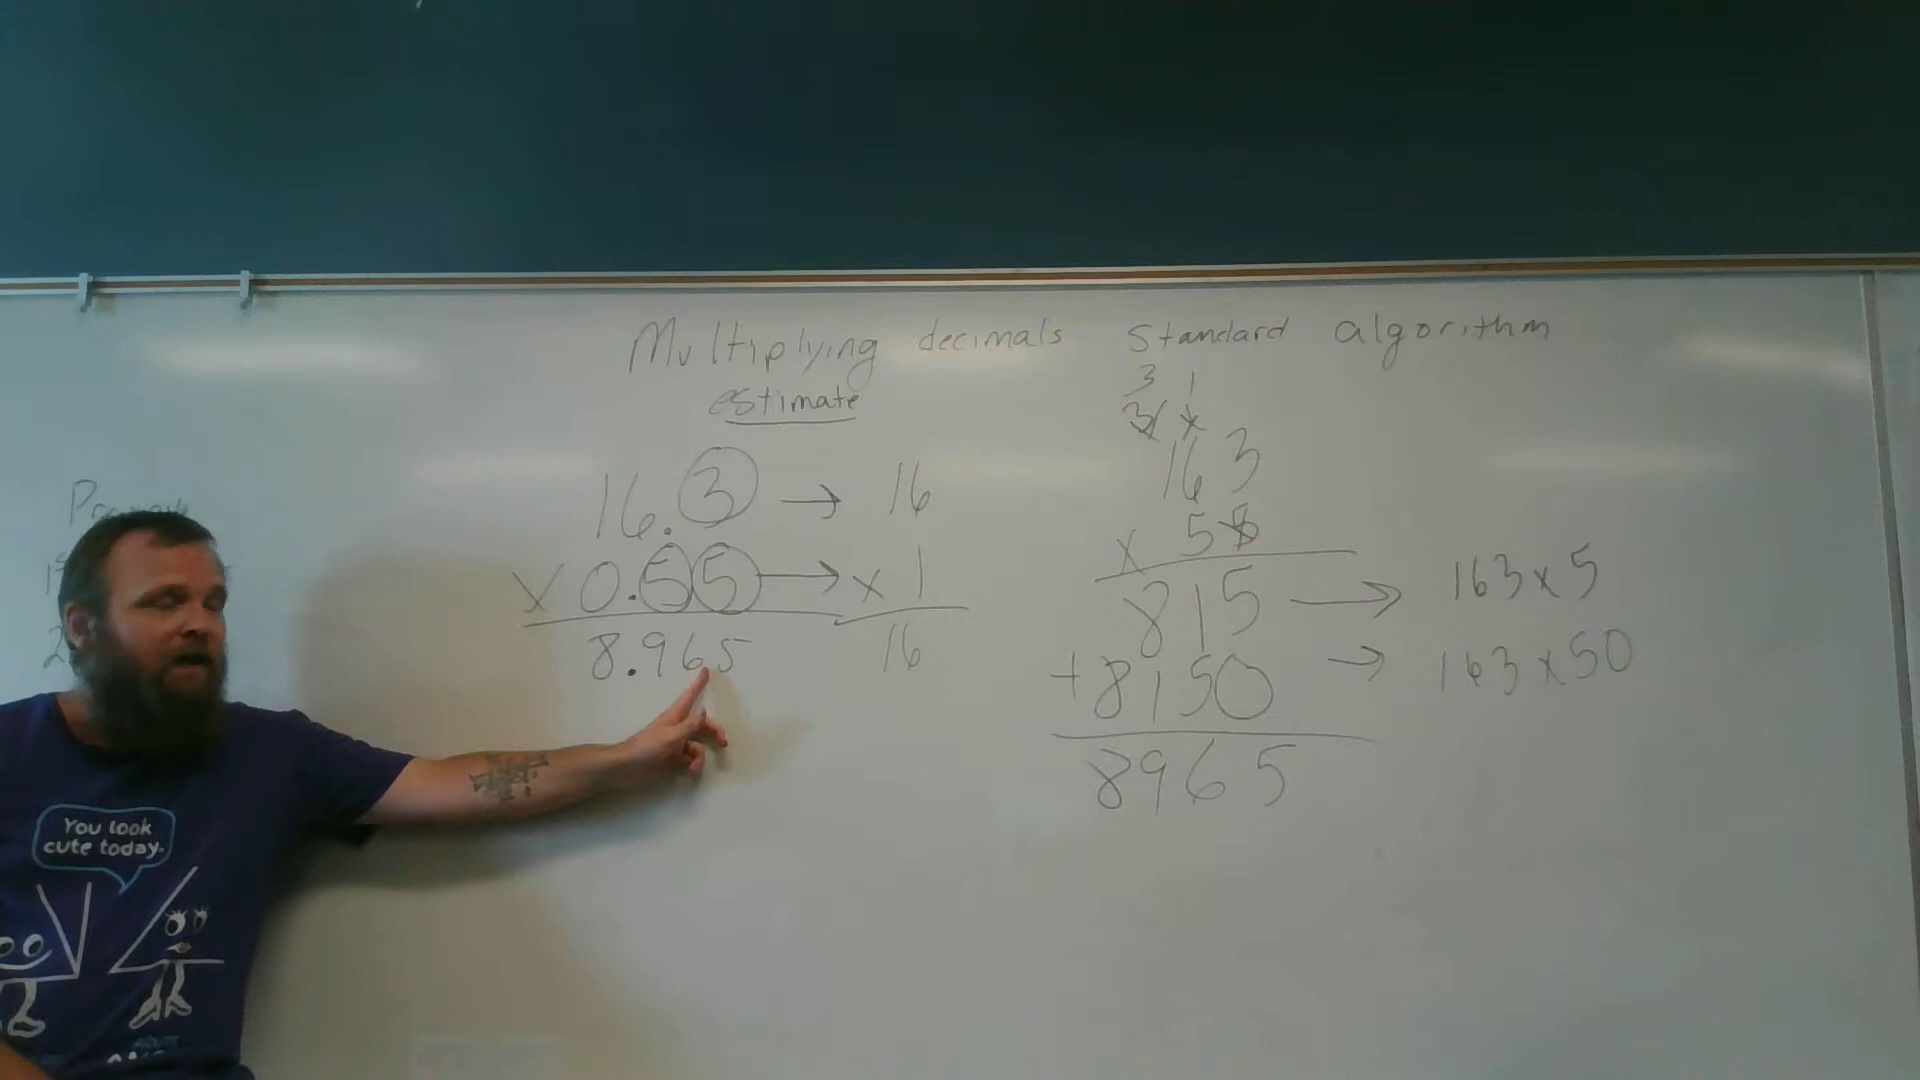 Multiplying decimals Standard algorithm
estimate
16.3 → 16
x 0.55 → x 1
8.965 16
3 1
3 1
163
x 55
815 → 163 x 5
+ 8150 → 163 x 50
8965
You look
cute today.